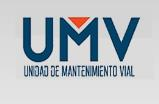 UMV
UNIDAD DE MANTENIMIENTO VIAL